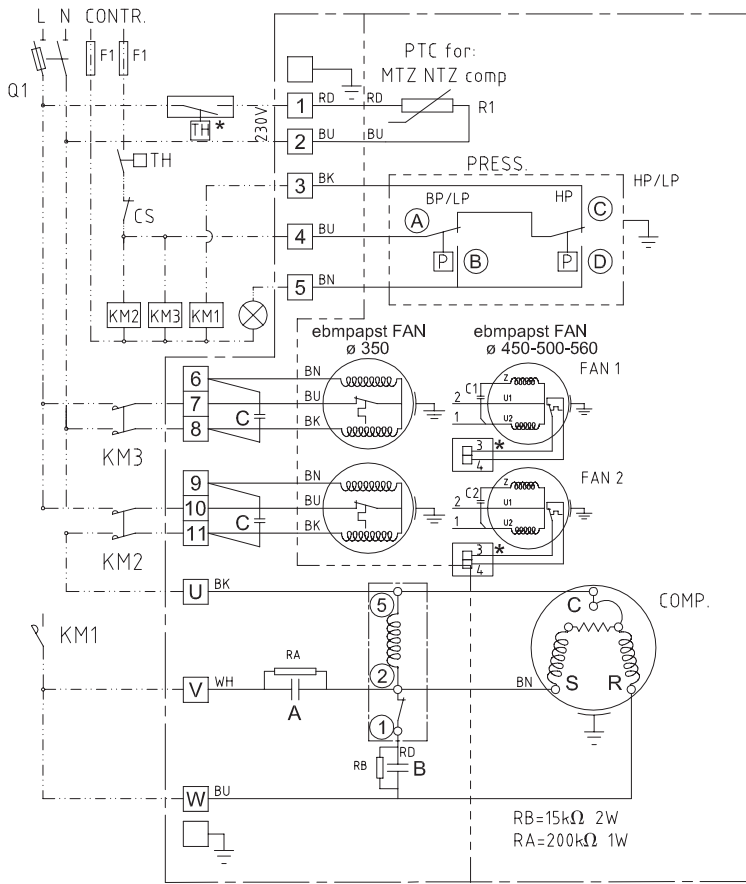 L N CONTR.
F1 F1
Q1
TH *
230V
TH
CS
KM2 KM3 KM1
PTC for:
MTZ NTZ comp
1 RD RD R1
2 BU BU
3 BK
4 BU
5 BN
PRESS.
HP/LP
BP/LP HP
A C
P B P D
ebmpapst FAN
ø 350
ebmpapst FAN
ø 450-500-560
FAN 1
6 BN
7 BU
8 BK
C
KM3
C1 Z
2 U1
1 U2
3 *
4
FAN 2
9 BN
10 BU
11 BK
C
KM2
C2 Z
2 U1
1 U2
3 *
4
U BK
5
C
COMP.
KM1
RA
V WH
A
2
BN
S R
1
RD
RB B
W BU
RB=15kΩ 2W
RA=200kΩ 1W